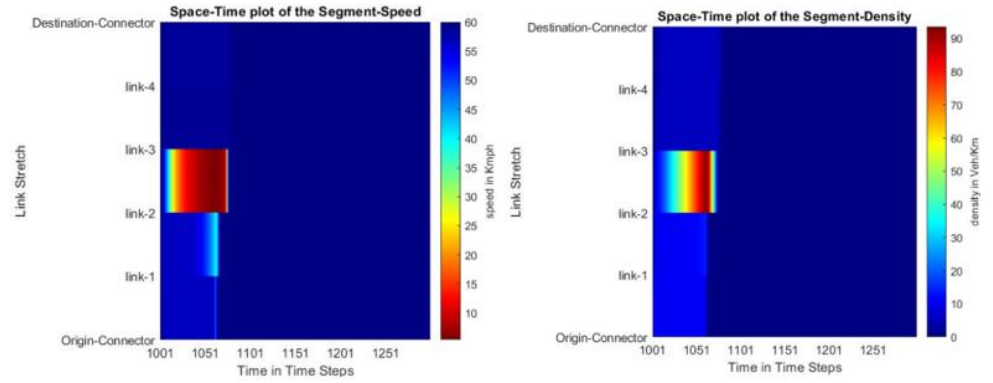 Space-Time plot of the Segment-Speed
Destination-Connector
link-4
link-3
link-2
link-1
Origin-Connector
Link Stretch
1001 1051 1101 1151 1201 1251
Time in Time Steps
60
55
50
45
40
35
30
25
20
15
10
speed in Kmph
Space-Time plot of the Segment-Density
Destination-Connector
link-4
link-3
link-2
link-1
Origin-Connector
Link Stretch
1001 1051 1101 1151 1201 1251
Time in Time Steps
90
80
70
60
50
40
30
20
10
0
density in Veh/Km